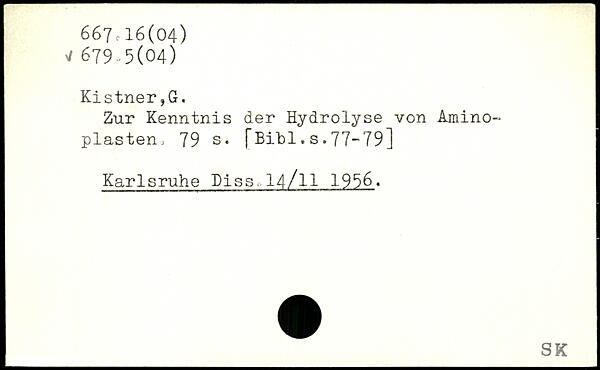 667.16(04)
√ 679.5(04)
Kistner,G.
Zur Kenntnis der Hydrolyse von Amino-
plasten. 79 s. [Bibl.s.77-79]
Karlsruhe Diss.14/11 1956.
SK